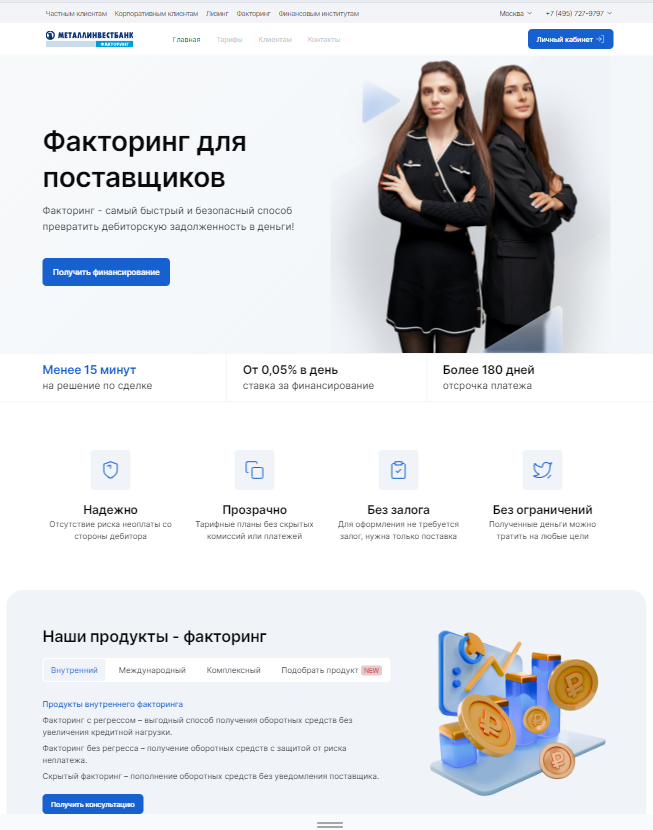 Частным клиентам Корпоративным клиентам Лизинг Факторинг Финансовым институтам Москва +7 (495) 727-9797
МЕТАЛЛИНВЕСТБАНК
ФАКТОРИНГ
Главная Тарифы Клиентам Контакты Личный кабинет
Факторинг для
поставщиков
Факторинг - самый быстрый и безопасный способ
превратить дебиторскую задолженность в деньги!
Получить финансирование
Менее 15 минут
на решение по сделке
От 0,05% в день
ставка за финансирование
Более 180 дней
отсрочка платежа
Надежно
Отсутствие риска неоплаты со
стороны дебитора
Прозрачно
Тарифные планы без скрытых
комиссий или платежей
Без залога
Для оформления не требуется
залог, нужна только поставка
Без ограничений
Полученные деньги можно
тратить на любые цели
Наши продукты - факторинг
Внутренний Международный Комплексный Подобрать продукт NEW
Продукты внутреннего факторинга
Факторинг с регрессом – выгодный способ получения оборотных средств без
увеличения кредитной нагрузки.
Факторинг без регресса – получение оборотных средств с защитой от риска
неплатежа.
Скрытый факторинг – пополнение оборотных средств без уведомления поставщика.
Получить консультацию